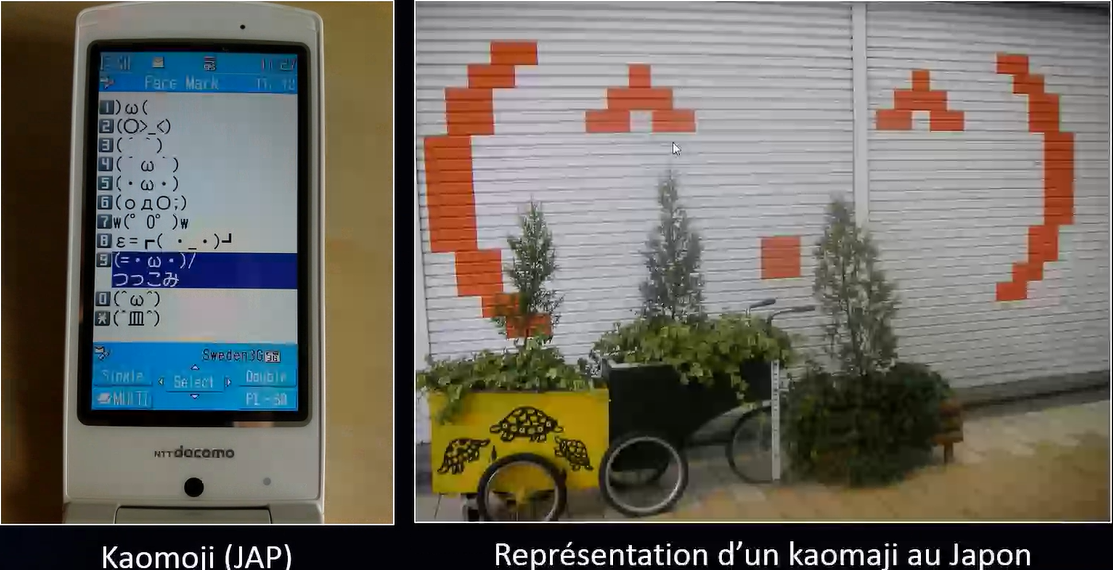 Face Mark
1 )ω(
2 (○>_<)
3 (´ `)
4 (´ω`)
5 (・ω・)
6 (o д○;)
7 w(°0°)w
8 ε=┏( ・_・)┛
9 (=・ω・)/
つっこみ
0 (^ω^)
* (^皿^)
Sweden3G
Single
Select
Double
MULTI
NTT docomo
Kaomoji (JAP)
Représentation d'un kaomaji au Japon